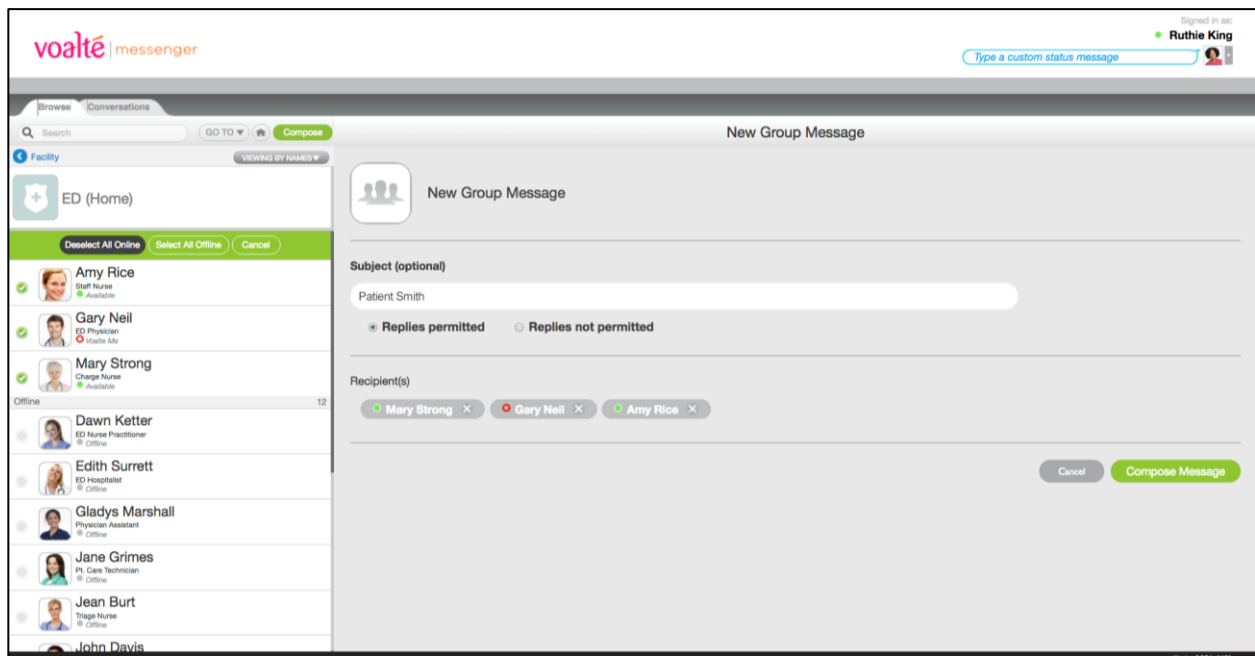 voalté | messenger
Signed in as:
Ruthie King
Type a custom status message
Browse
Conversations
Search
GO TO ▼
Compose
New Group Message
Facility
VIEWING BY NAMES ▼
ED (Home)
New Group Message
Deselect All Online
Select All Offline
Cancel
Subject (optional)
Patient Smith
Replies permitted
Replies not permitted
Recipient(s)
Mary Strong X
Gary Neil X
Amy Rice X
Cancel
Compose Message
Amy Rice
Staff Nurse
Available
Gary Neil
ED Physician
Voalte Me
Mary Strong
Charge Nurse
Available
Offline 12
Dawn Ketter
ED Nurse Practitioner
Offline
Edith Surrett
ED Hospitalist
Offline
Gladys Marshall
Physician Assistant
Offline
Jane Grimes
Pt. Care Technician
Offline
Jean Burt
Triage Nurse
Offline
John Davis